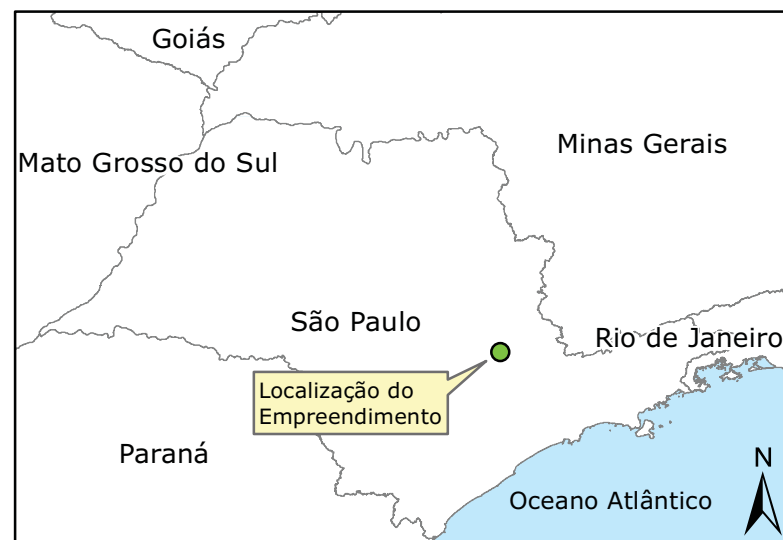 Goiás
Minas Gerais
Mato Grosso do Sul
São Paulo
Rio de Janeiro
Localização do
Empreendimento
Paraná
N
Oceano Atlântico